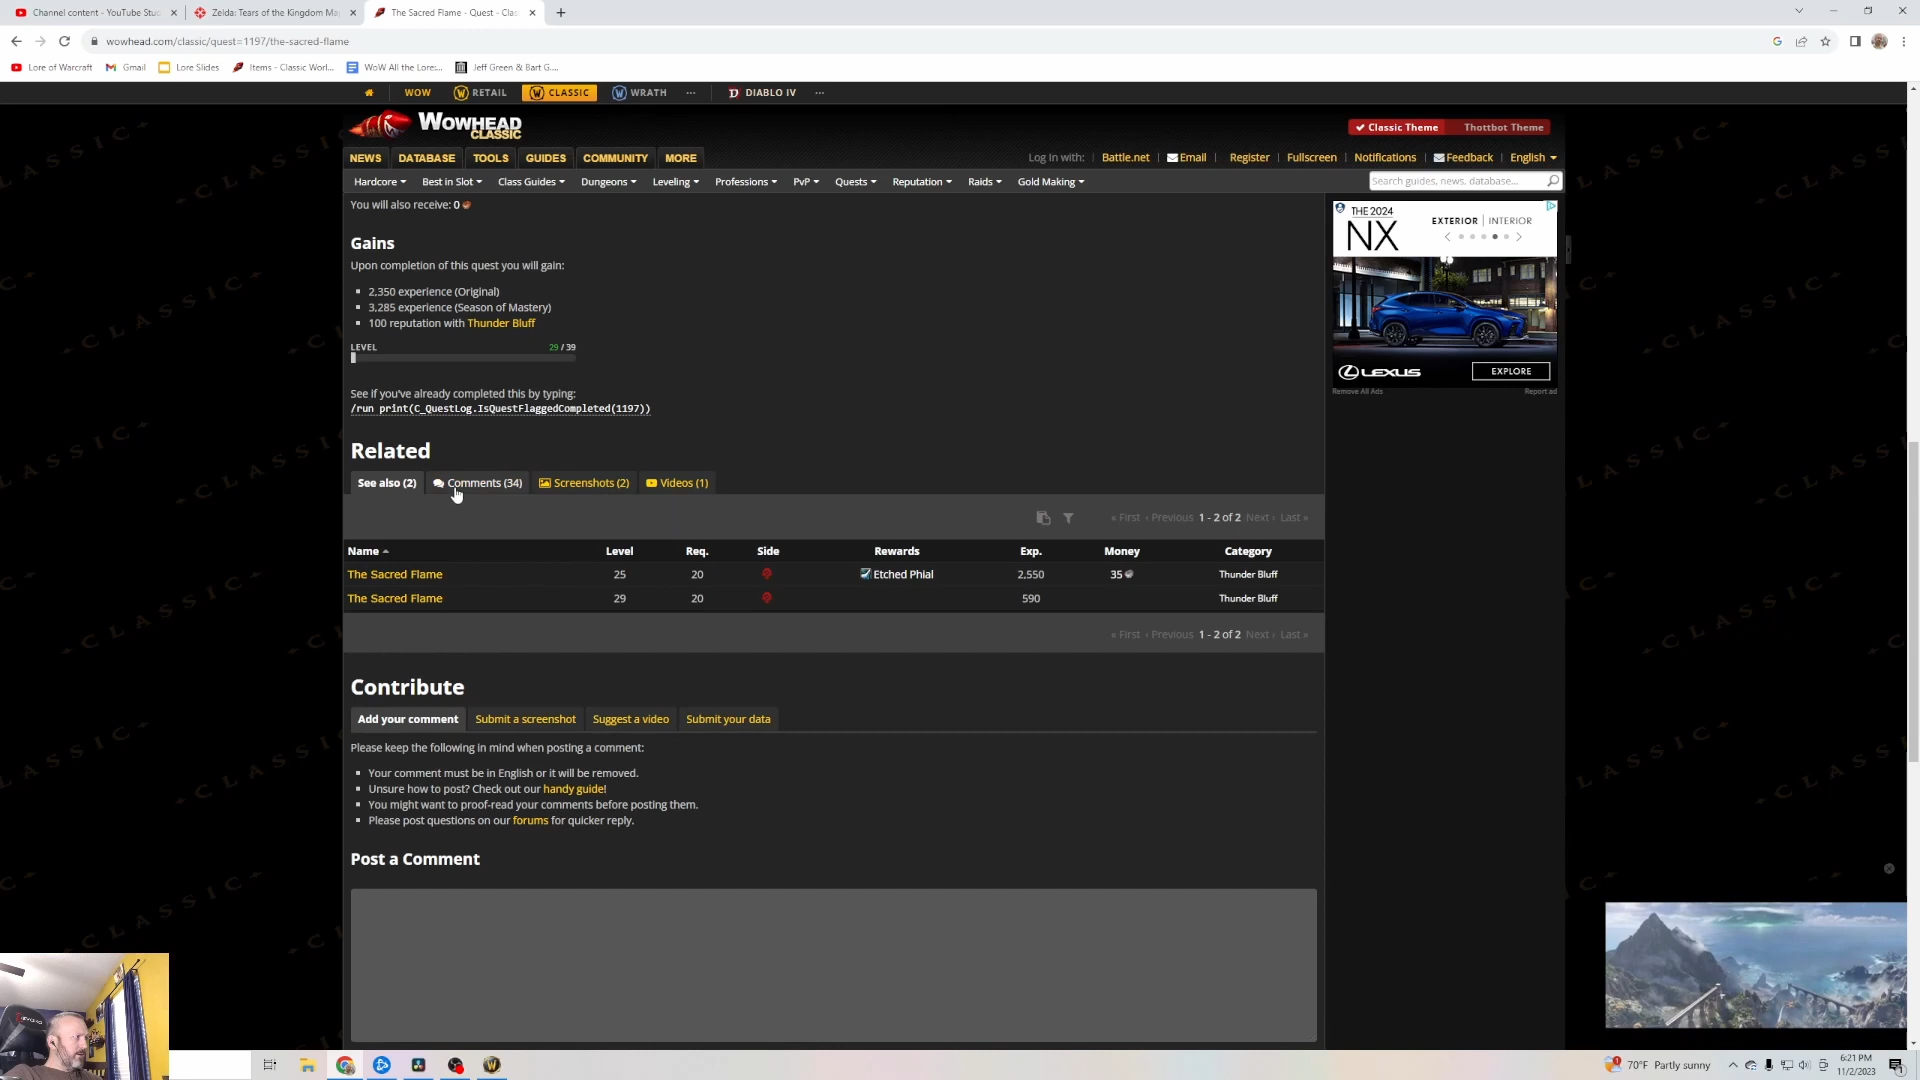 Channel content - YouTube Stu
Zelda: Tears of the Kingdom Ma
The Sacred Flame - Quest - Clas
wowhead.com/classic/quest=1197/the-sacred-flame
Lore of Warcraft
Gmail
Lore Slides
Items - Classic Worl...
WoW All the Lore:...
Jeff Green & Bart G....
WOW
RETAIL
CLASSIC
WRATH
DIABLO IV
WOWHEAD
CLASSIC
Classic Theme
Thottbot Theme
NEWS
DATABASE
TOOLS
GUIDES
COMMUNITY
MORE
Log In with:
Battle.net
Email
Register
Fullscreen
Notifications
Feedback
English
Hardcore
Best in Slot
Class Guides
Dungeons
Leveling
Professions
PvP
Quests
Reputation
Raids
Gold Making
Search guides, news, database...
You will also receive: 0
THE 2024
NX
EXTERIOR | INTERIOR
Gains
Upon completion of this quest you will gain:
2,350 experience (Original)
3,285 experience (Season of Mastery)
100 reputation with Thunder Bluff
LEVEL 29 / 39
LEXUS
EXPLORE
Remove All Ads
Report ad
See if you've already completed this by typing:
/run print(C_QuestLog.IsQuestFlaggedCompleted(1197))
Related
See also (2)
Comments (34)
Screenshots (2)
Videos (1)
« First ‹ Previous 1 - 2 of 2 Next › Last »
Name Level Req. Side Rewards Exp. Money Category
The Sacred Flame 25 20 Etched Phial 2,550 35 Thunder Bluff
The Sacred Flame 29 20 590 Thunder Bluff
« First ‹ Previous 1 - 2 of 2 Next › Last »
Contribute
Add your comment
Submit a screenshot
Suggest a video
Submit your data
Please keep the following in mind when posting a comment:
Your comment must be in English or it will be removed.
Unsure how to post? Check out our handy guide!
You might want to proof-read your comments before posting them.
Please post questions on our forums for quicker reply.
Post a Comment
70°F Partly sunny
6:21 PM
11/2/2023